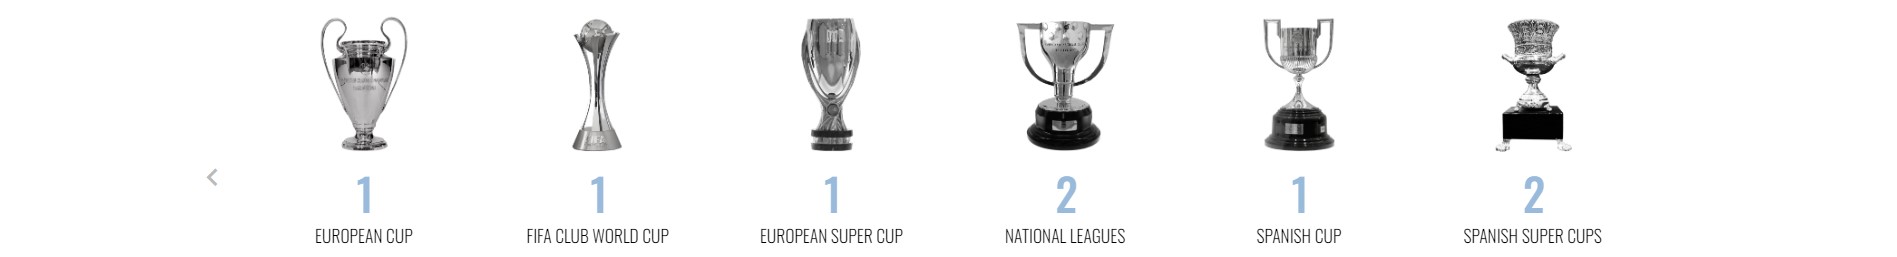 1
EUROPEAN CUP
1
FIFA CLUB WORLD CUP
1
EUROPEAN SUPER CUP
2
NATIONAL LEAGUES
1
SPANISH CUP
2
SPANISH SUPER CUPS